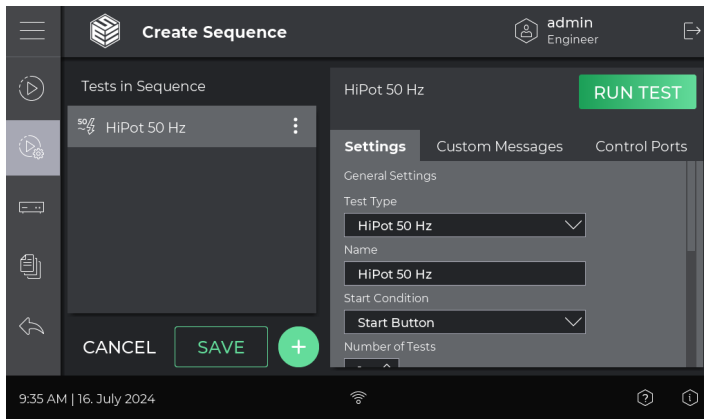 Create Sequence
admin
Engineer
Tests in Sequence
50
HiPot 50 Hz
CANCEL
SAVE
HiPot 50 Hz
RUN TEST
Settings
Custom Messages
Control Ports
General Settings
Test Type
HiPot 50 Hz
Name
HiPot 50 Hz
Start Condition
Start Button
Number of Tests
9:35 AM | 16. July 2024